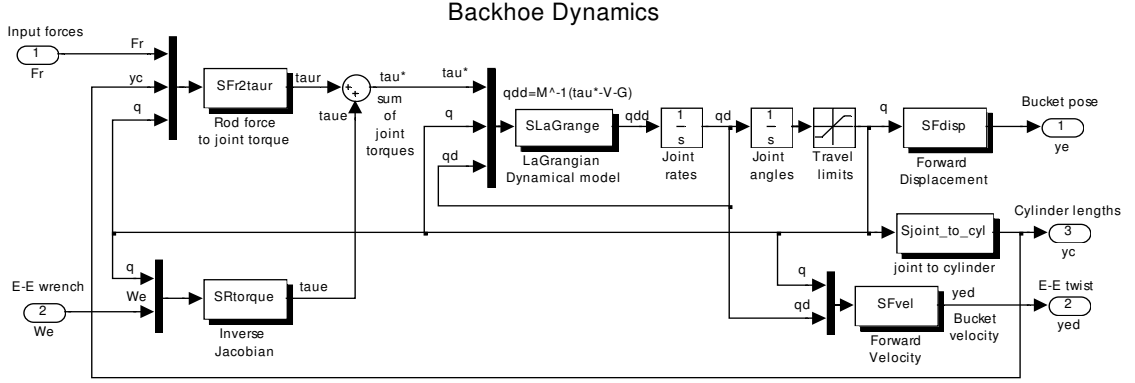 Backhoe Dynamics
Input forces
1
Fr
Fr
yc
q
SFr2taur
Rod force
to joint torque
taur
taue
tau*
sum
of
joint
torques
tau*
q
qd
qdd=M^-1(tau*-V-G)
SLaGrange
LaGrangian
Dynamical model
qdd
1
s
Joint
rates
qd
1
s
Joint
angles
Travel
limits
q
SFdisp
Forward
Displacement
Bucket pose
1
ye
Sjoint_to_cyl
joint to cylinder
Cylinder lengths
3
yc
E-E wrench
2
We
q
We
SRtorque
Inverse
Jacobian
taue
q
qd
SFvel
Forward
Velocity
yed
Bucket
velocity
E-E twist
2
yed